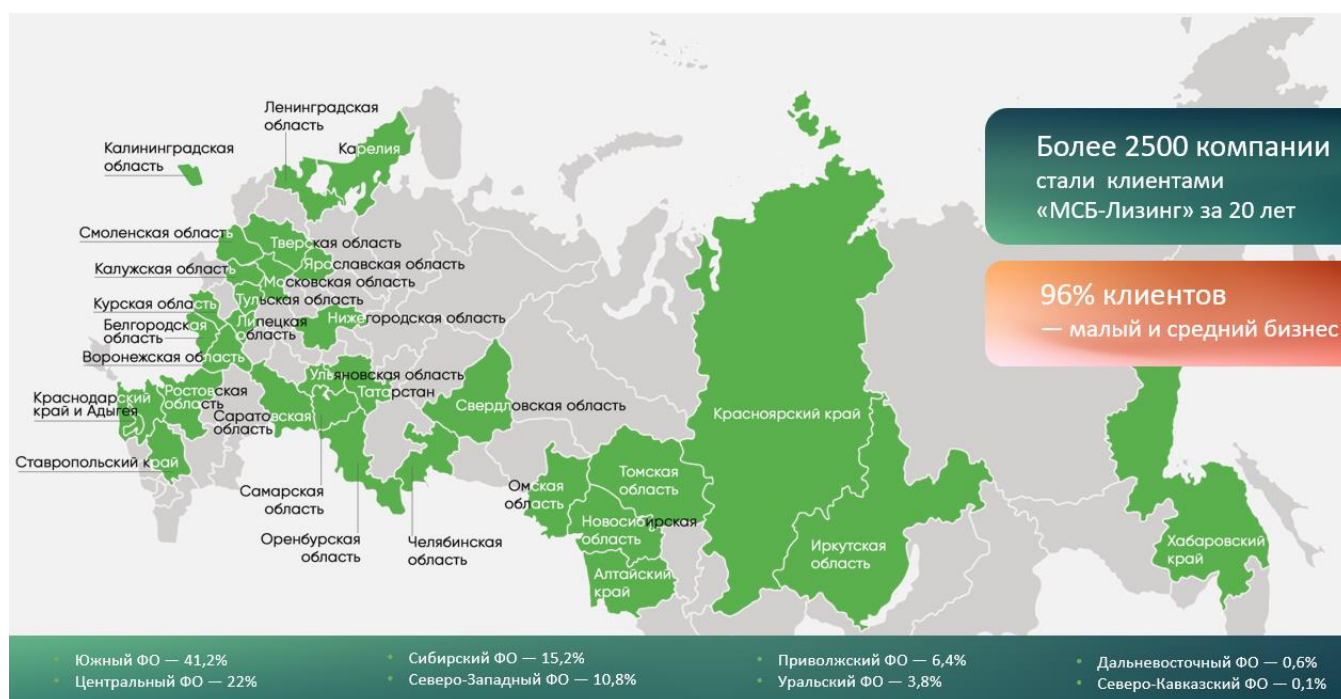 Ленинградская
область
Карелия
Калининградская
область
Смоленская область
Тверская область
Ярославская область
Калужская область
Московская область
Курская область
Тульская область
Белгородская
область
Липецкая
область
Нижегородская область
Воронежская область
Ульяновская область
Татарстан
Краснодарский
край и Адыгея
Ростовская
область
Саратовская
область
Свердловская область
Ставропольский край
Самарская
область
Оренбурская
область
Челябинская
область
Омская
область
Томская
область
Новосибирская
область
Алтайский
край
Красноярский край
Иркутская
область
Хабаровский
край
Более 2500 компании
стали клиентами
«МСБ-Лизинг» за 20 лет
96% клиентов
— малый и средний бизнес
• Южный ФО — 41,2%
• Центральный ФО — 22%
• Сибирский ФО — 15,2%
• Северо-Западный ФО — 10,8%
• Приволжский ФО — 6,4%
• Уральский ФО — 3,8%
• Дальневосточный ФО — 0,6%
• Северо-Кавказский ФО — 0,1%